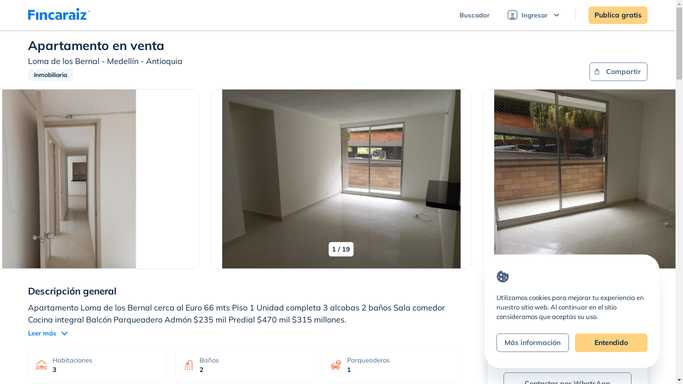 Fincaraiz
Buscador
Ingresar
Publica gratis
Apartamento en venta
Loma de los Bernal - Medellín - Antioquia
Inmobiliaria
Compartir
1 / 19
Descripción general
Apartamento Loma de los Bernal cerca al Euro 66 mts Piso 1 Unidad completa 3 alcobas 2 baños Sala comedor
Cocina integral Balcón Parqueadero Admón $235 mil Predial $470 mil $315 millones.
Leer más
Habitaciones
3
Baños
2
Parqueaderos
1
Utilizamos cookies para mejorar tu experiencia en
nuestro sitio web. Al continuar en el sitio
consideramos que aceptas su uso.
Más información
Entendido
Contactar por WhatsApp